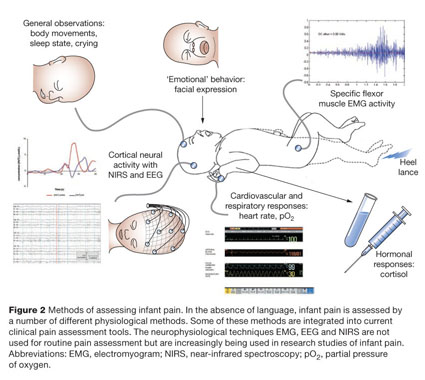 General observations:
body movements,
sleep state, crying
'Emotional' behavior:
facial expression
Specific flexor
muscle EMG activity
Cortical neural
activity with
NIRS and EEG
Heel
lance
Cardiovascular and
respiratory responses:
heart rate, pO2
100
Hormonal
responses:
cortisol
Figure 2 Methods of assessing infant pain. In the absence of language, infant pain is assessed by
a number of different physiological methods. Some of these methods are integrated into current
clinical pain assessment tools. The neurophysiological techniques EMG, EEG and NIRS are not
used for routine pain assessment but are increasingly being used in research studies of infant pain.
Abbreviations: EMG, electromyogram; NIRS, near-infrared spectroscopy; pO2, partial pressure
of oxygen.